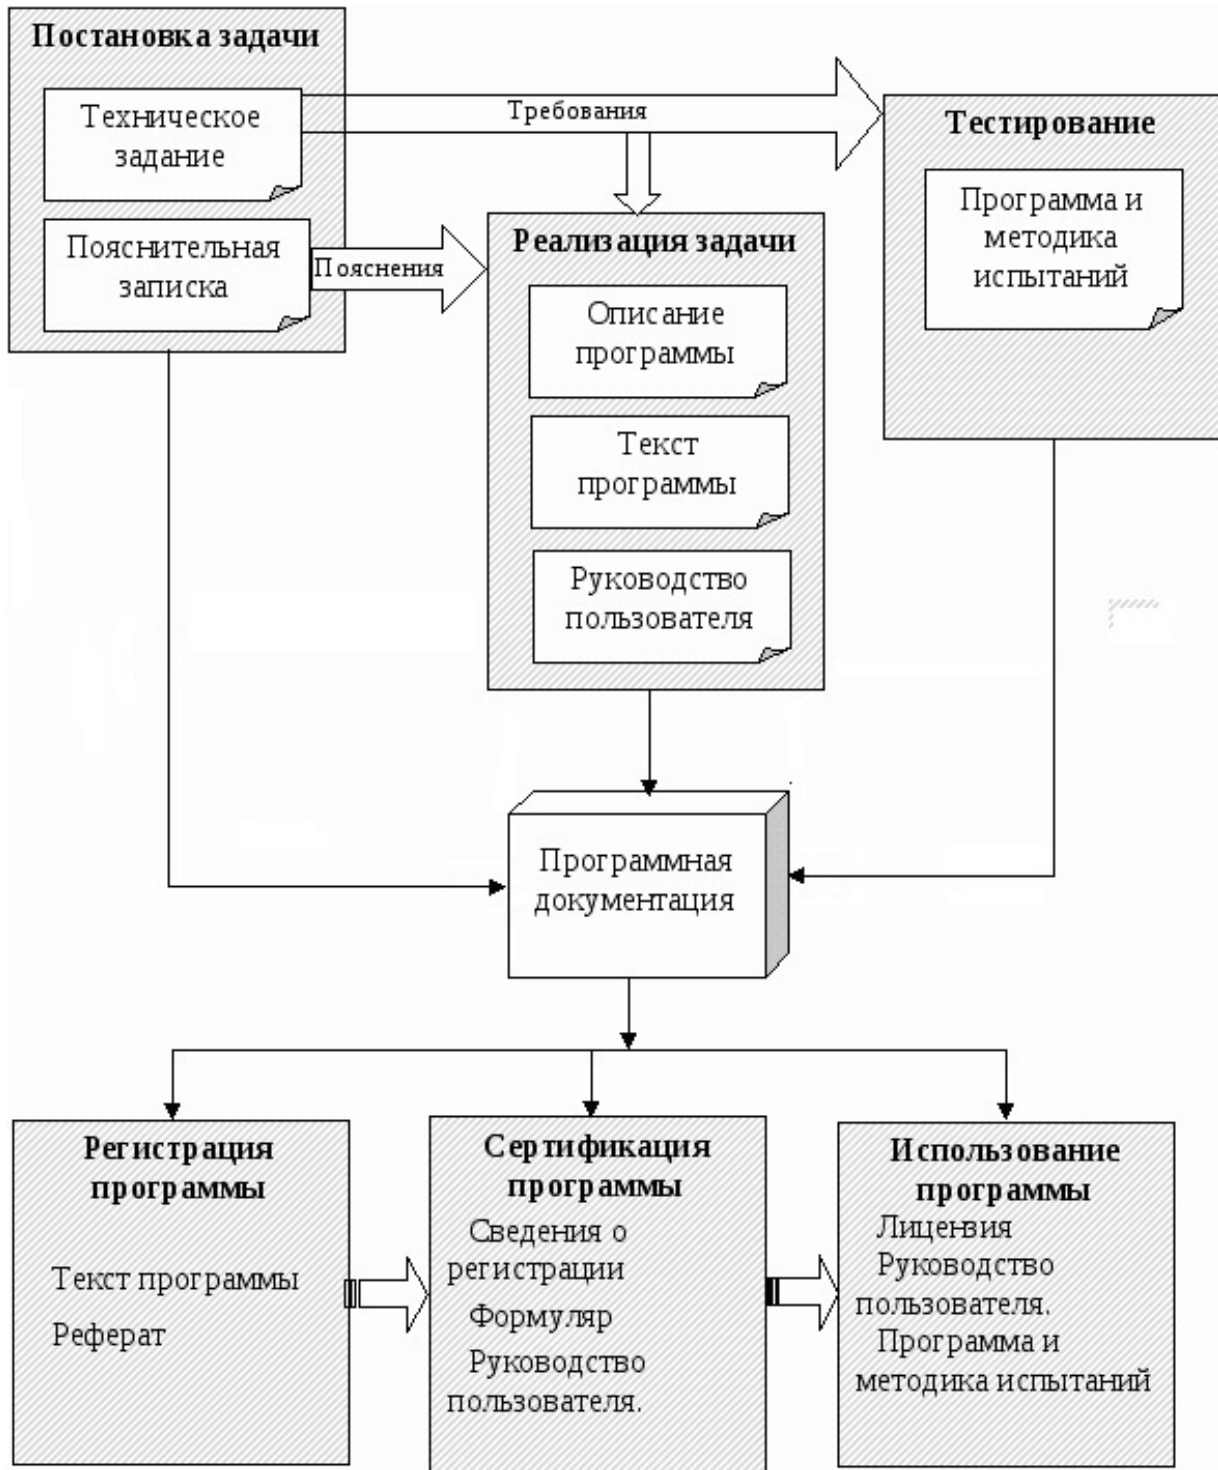 Постановка задачи
Техническое
задание
Пояснительная
записка
Требования
Пояснения
Тестирование
Программа и
методика
испытаний
Реализация задачи
Описание
программы
Текст
программы
Руководство
пользователя
Программная
документация
Регистрация
программы
Текст программы
Реферат
Сертификация
программы
Сведения о
регистрации
Формуляр
Руководство
пользователя.
Использование
программы
Лицензия
Руководство
пользователя.
Программа и
методика испытаний